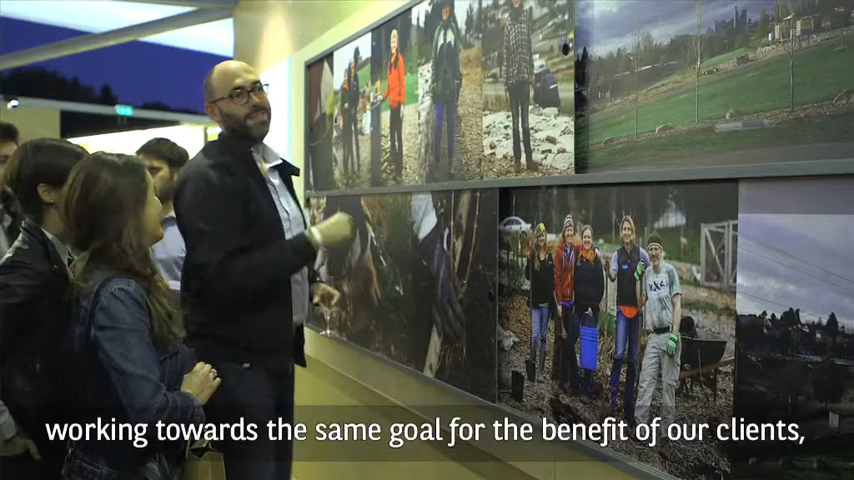 working towards the same goal for the benefit of our clients,